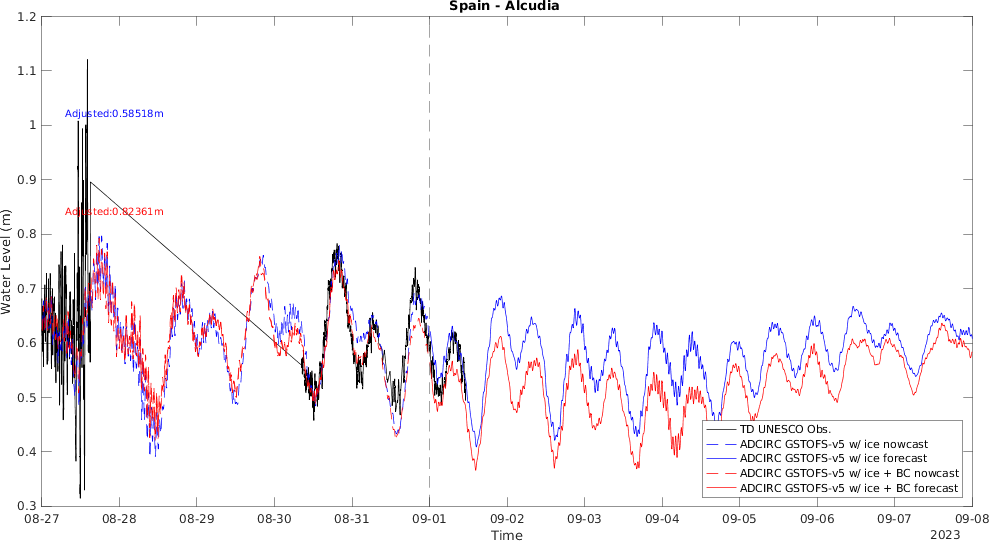 Spain - Alcudia
1.2
1.1
1
0.9
0.8
0.7
0.6
0.5
0.4
0.3
Water Level (m)
Adjusted:0.58518m
Adjusted:0.82361m
TD UNESCO Obs.
ADCIRC GSTOFS-v5 w/ ice nowcast
ADCIRC GSTOFS-v5 w/ ice forecast
ADCIRC GSTOFS-v5 w/ ice + BC nowcast
ADCIRC GSTOFS-v5 w/ ice + BC forecast
08-27 08-28 08-29 08-30 08-31 09-01 09-02 09-03 09-04 09-05 09-06 09-07 09-08
Time
2023